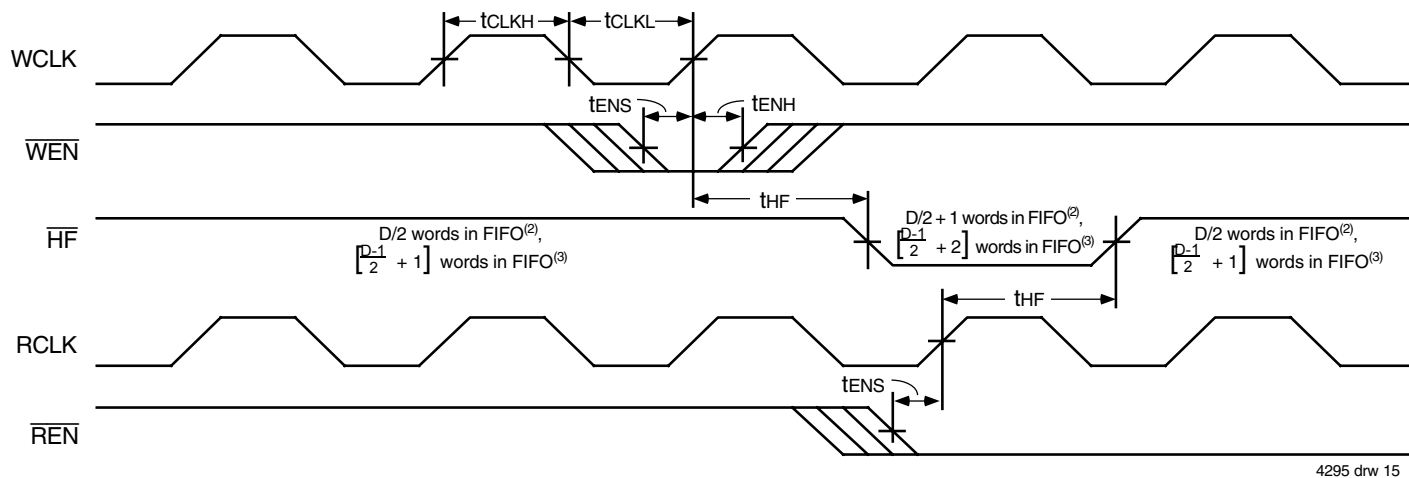 tCLKH tCLKL
WCLK
tENS tENH
WEN
tHF
HF
D/2 words in FIFO(2),
[D-1/2 + 1] words in FIFO(3)
D/2 + 1 words in FIFO(2),
[D-1/2 + 2] words in FIFO(3)
D/2 words in FIFO(2),
[D-1/2 + 1] words in FIFO(3)
tHF
RCLK
tENS
REN
4295 drw 15